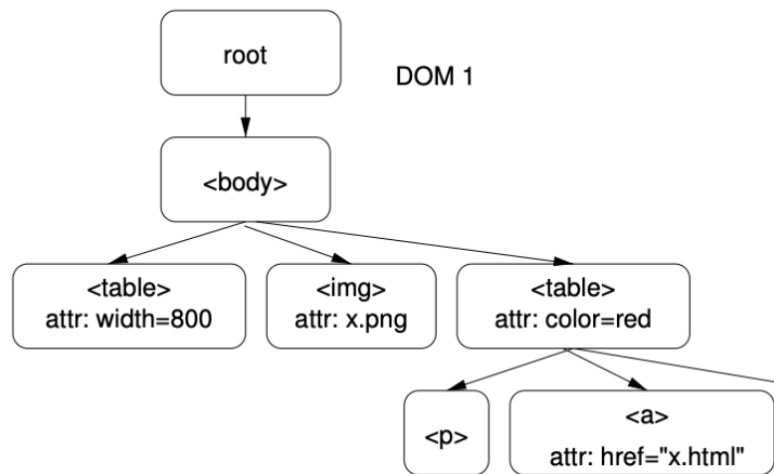 root
DOM 1
<body>
<table>
attr: width=800
<img>
attr: x.png
<table>
attr: color=red
<p>
<a>
attr: href="x.html"